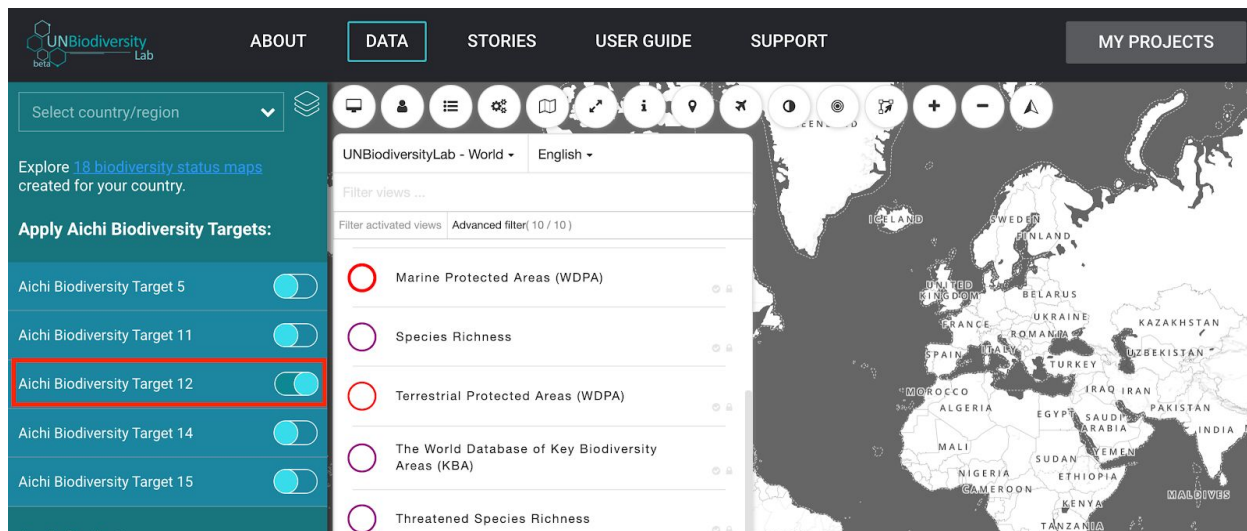 UNBiodiversity
Lab
beta
ABOUT
DATA
STORIES
USER GUIDE
SUPPORT
MY PROJECTS
Select country/region
Explore 18 biodiversity status maps
created for your country.
Apply Aichi Biodiversity Targets:
Aichi Biodiversity Target 5
Aichi Biodiversity Target 11
Aichi Biodiversity Target 12
Aichi Biodiversity Target 14
Aichi Biodiversity Target 15
UNBiodiversityLab - World
English
Filter views ...
Filter activated views
Advanced filter( 10 / 10 )
Marine Protected Areas (WDPA)
Species Richness
Terrestrial Protected Areas (WDPA)
The World Database of Key Biodiversity
Areas (KBA)
Threatened Species Richness
ICELAND
SWEDEN
FINLAND
UNITED
KINGDOM
BELARUS
UKRAINE
FRANCE
ROMANIA
KAZAKHSTAN
SPAIN
ITALY
TURKEY
UZBEKISTAN
MOROCCO
IRAQ
IRAN
ALGERIA
EGYPT
SAUDI
ARABIA
PAKISTAN
INDIA
MALI
SUDAN
YEMEN
NIGERIA
ETHIOPIA
CAMEROON
MALDIVES
KENYA
TANZANIA